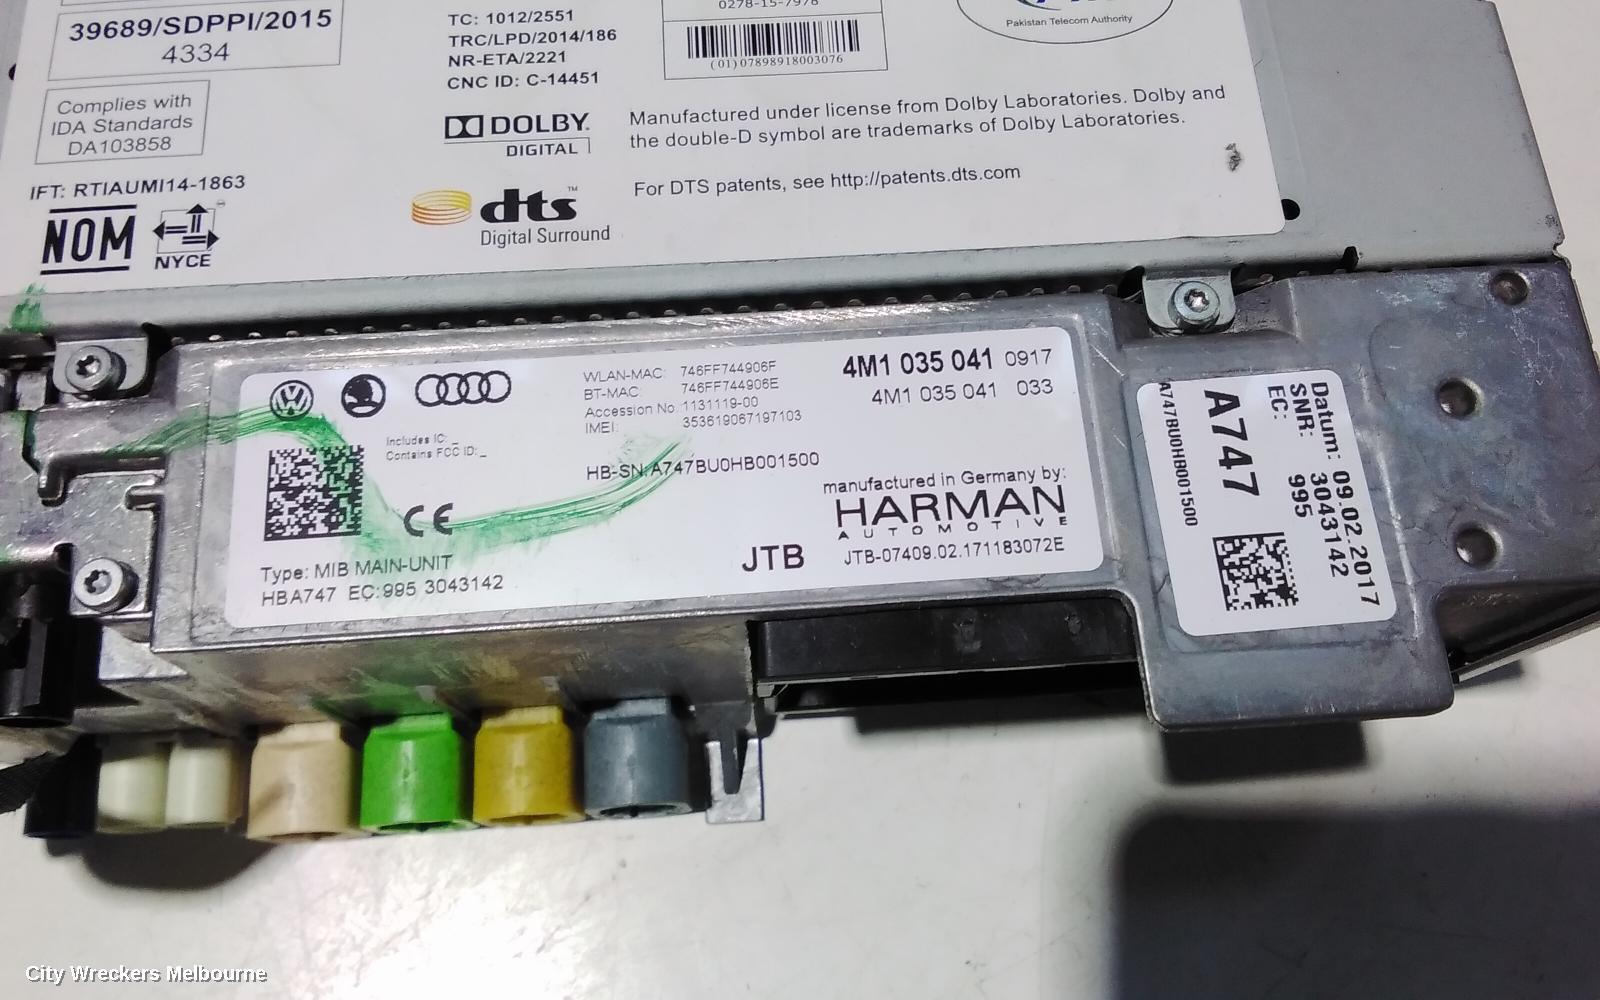 39689/SDPPI/2015
4334
Complies with
IDA Standards
DA103858
IFT: RTIAUMI14-1863
NOM
NYCE
TC: 1012/2551
TRC/LPD/2014/186
NR-ETA/2221
CNC ID: C-14451
DOLBY
DIGITAL
dts™
Digital Surround
0278-15-7978
(01)07898918003076
Pakistan Telecom Authority
Manufactured under license from Dolby Laboratories. Dolby and
the double-D symbol are trademarks of Dolby Laboratories.
For DTS patents, see http://patents.dts.com
Includes IC: _
Contains FCC ID: _
CE
Type: MIB MAIN-UNIT
HBA747 EC:995 3043142
WLAN-MAC: 746FF744906F
BT-MAC: 746FF744906E
Accession No. 1131119-00
IMEI: 353619067197103
HB-SN:A747BU0HB001500
4M1 035 041 0917
4M1 035 041 033
manufactured in Germany by:
HARMAN
AUTOMOTIVE
JTB
JTB-07409.02.171183072E
Datum: 09.02.2017
SNR: 3043142
EC: 995
A747
A747BU0HB001500
City Wreckers Melbourne